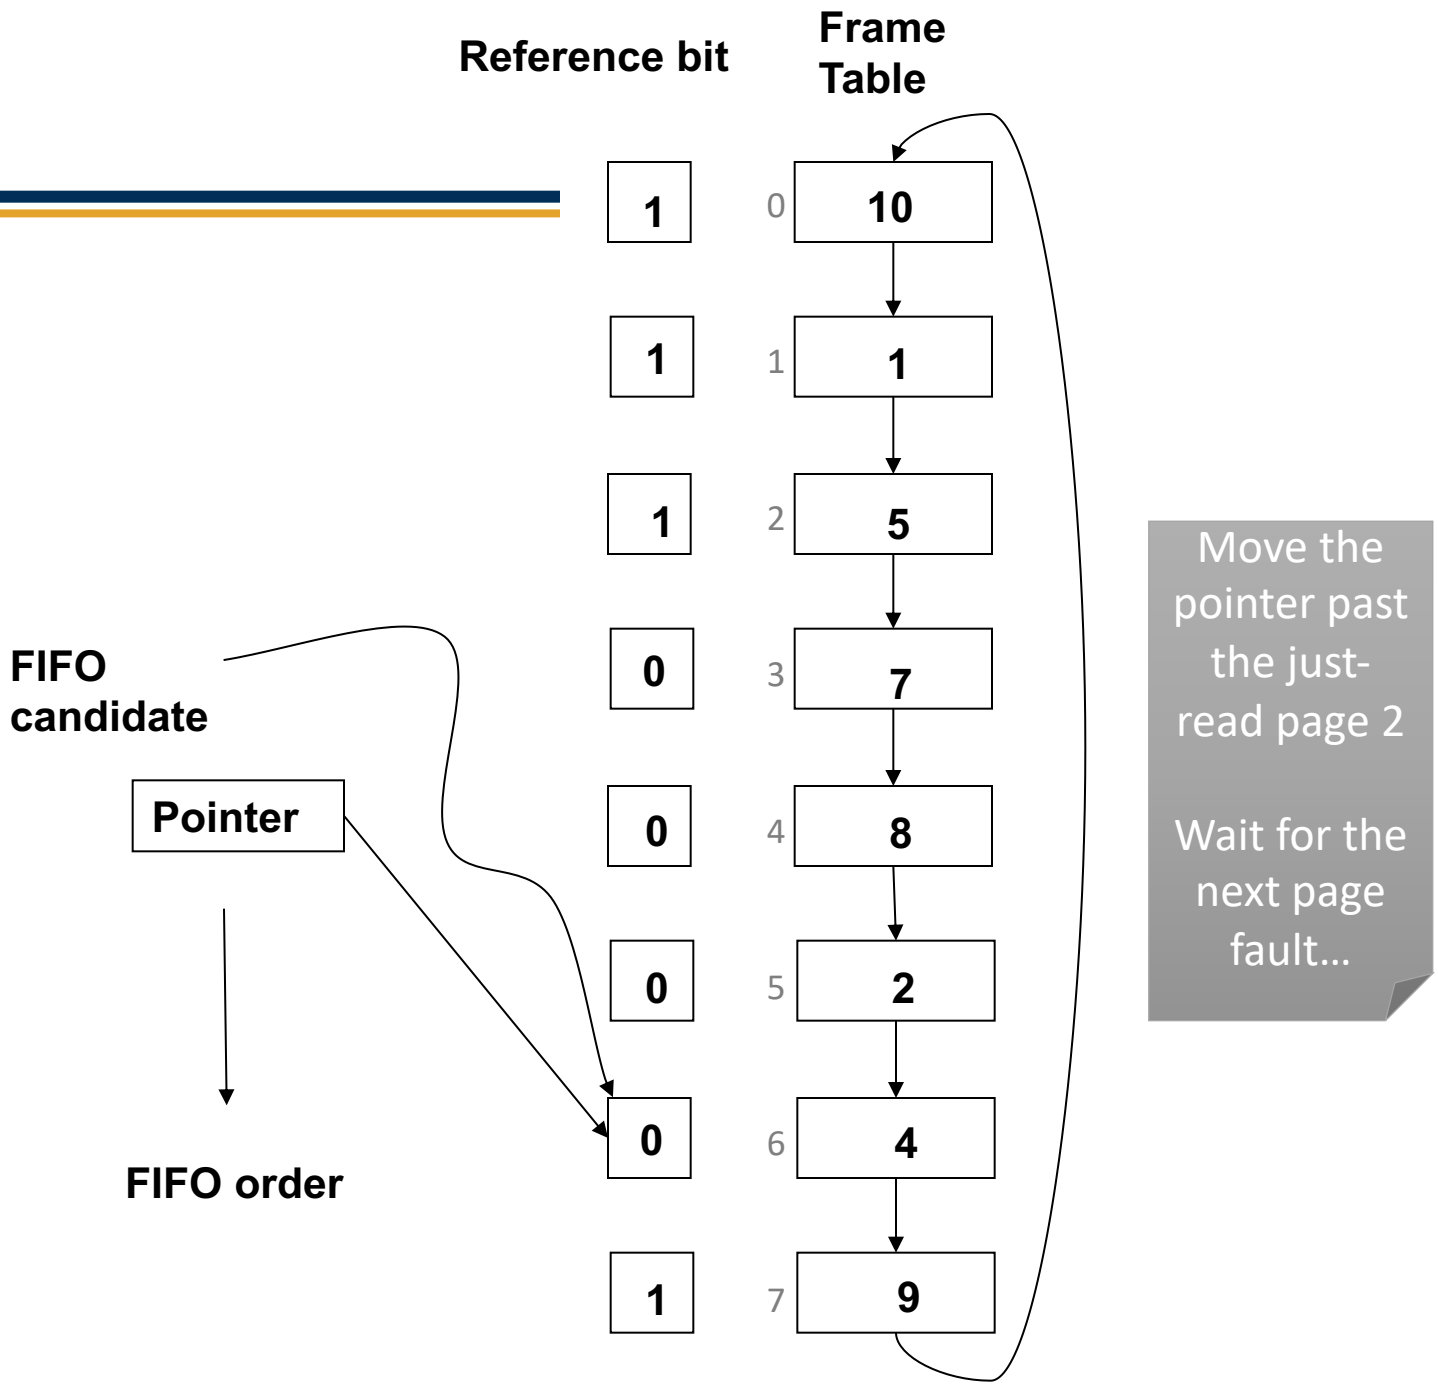 Reference bit
Frame
Table
1
0
10
1
1
1
1
2
5
0
3
7
0
4
8
0
5
2
0
6
4
1
7
9
FIFO
candidate
Pointer
FIFO order
Move the
pointer past
the just-
read page 2
Wait for the
next page
fault...